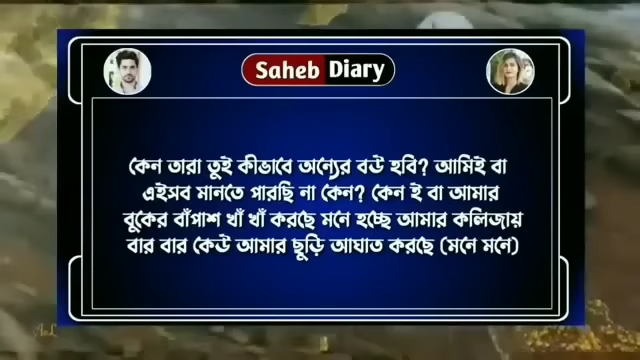 Saheb Diary
কেন তারা তুই কীভাবে অন্যের বউ হবি? আমিই বা
এইসব মানতে পারছি না কেন? কেন ই বা আমার
বুকের বাঁপাশ খাঁ খাঁ করছে মনে হচ্ছে আমার কলিজায়
বার বার কেউ আমার ছুড়ি আঘাত করছে (মনে মনে)